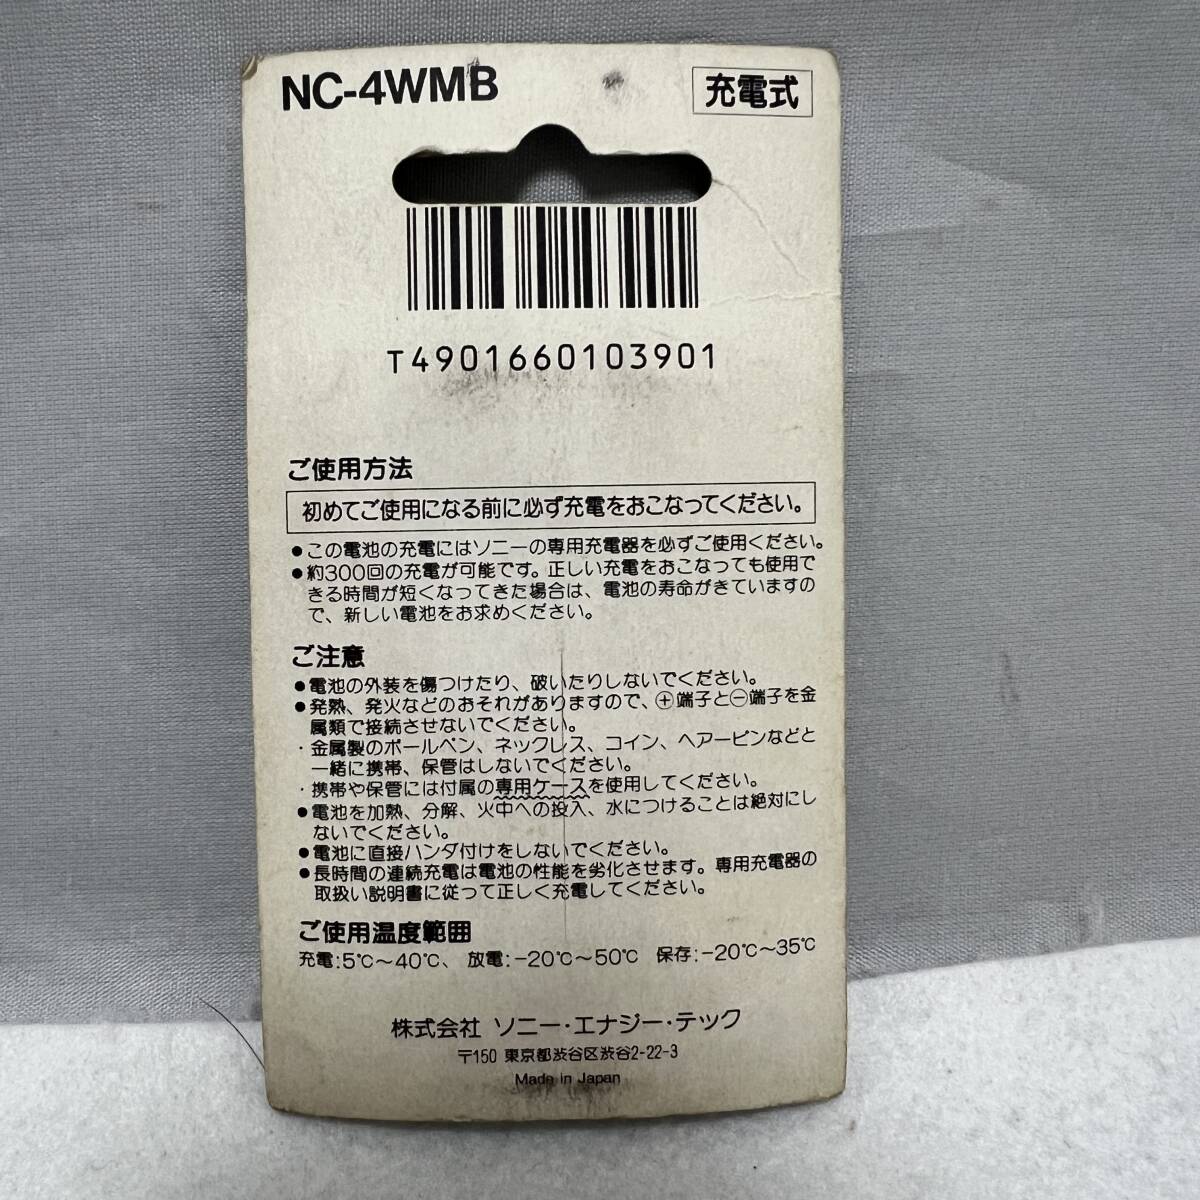 NC-4WMB
充電式
T4901660103901
ご使用方法
初めてご使用になる前に必ず充電をおこなってください。
●この電池の充電にはソニーの専用充電器を必ずご使用ください。
●約300回の充電が可能です。正しい充電をおこなっても使用で
きる時間が短くなってきた場合は、電池の寿命がきていますの
で、新しい電池をお求めください。
ご注意
●電池の外装を傷つけたり、破いたりしないでください。
●発熱、発火などのおそれがありますので、⊕端子と⊖端子を金
属類で接続させないでください。
・金属製のボールペン、ネックレス、コイン、ヘアーピンなどと
一緒に携帯、保管はしないでください。
・携帯や保管には付属の専用ケースを使用してください。
●電池を加熱、分解、火中への投入、水につけることは絶対にし
ないでください。
●電池に直接ハンダ付けをしないでください。
●長時間の連続充電は電池の性能を劣化させます。専用充電器の
取扱い説明書に従って正しく充電してください。
ご使用温度範囲
充電:5℃～40℃、 放電:-20℃～50℃ 保存:-20℃～35℃
株式会社 ソニー・エナジー・テック
〒150 東京都渋谷区渋谷2-22-3
Made in Japan